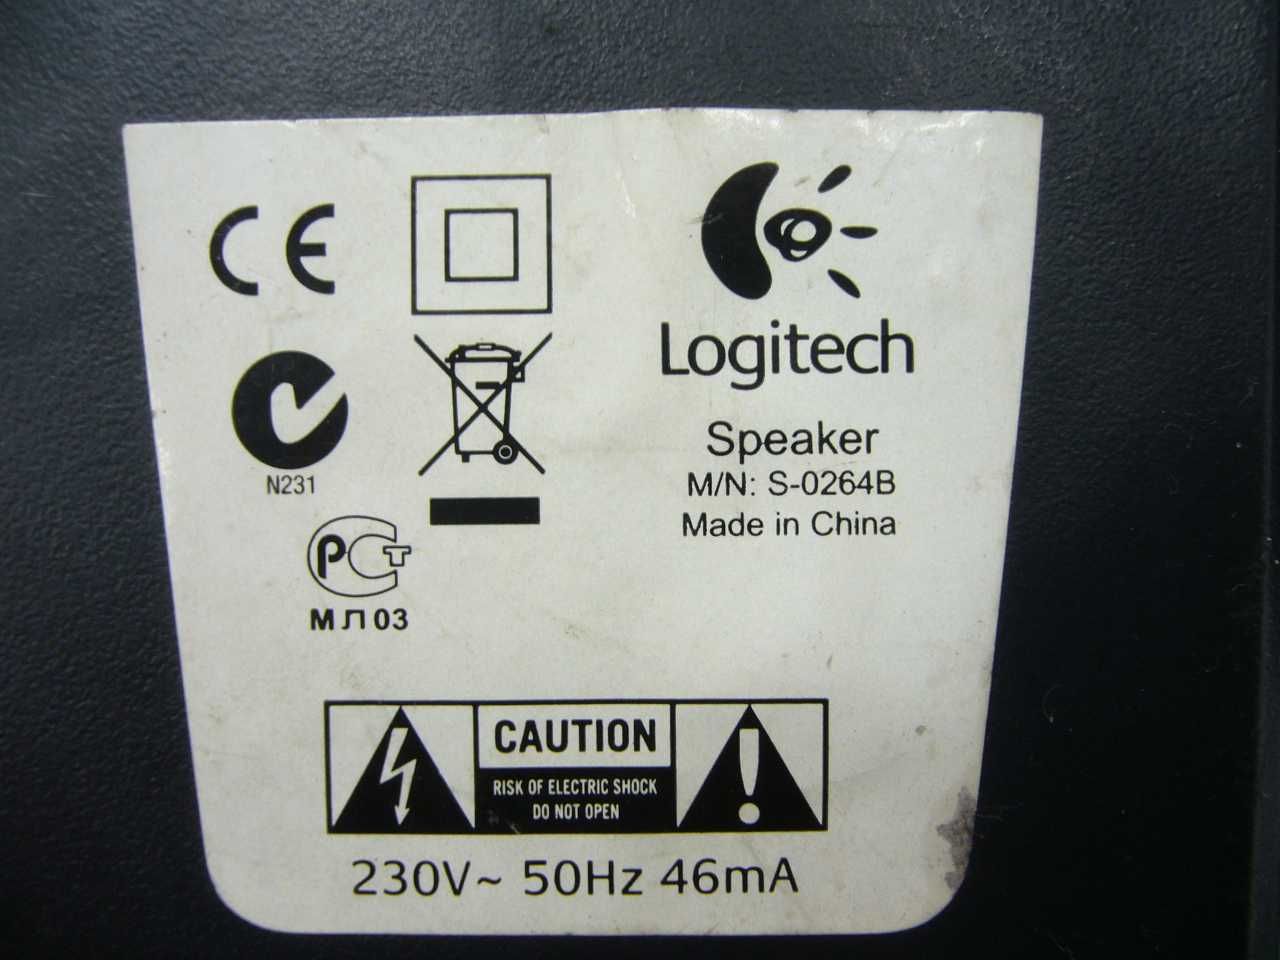 CE
N231
РСТ
МЛ03
Logitech
Speaker
M/N: S-0264B
Made in China
CAUTION
RISK OF ELECTRIC SHOCK
DO NOT OPEN
230V~ 50Hz 46mA